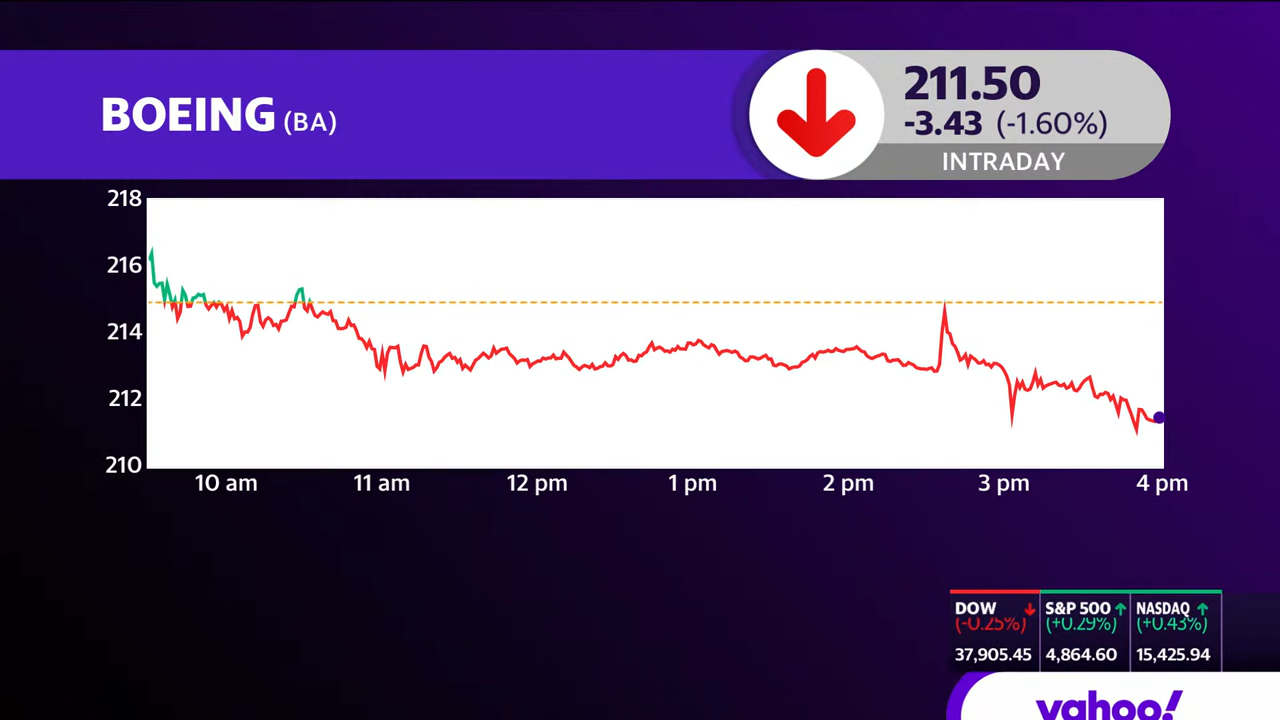 BOEING (BA)
211.50
-3.43 (-1.60%)
INTRADAY
218
216
214
212
210
10 am 11 am 12 pm 1 pm 2 pm 3 pm 4 pm
DOW S&P 500 NASDAQ
(-0.25%) (+0.29%) (+0.43%)
37,905.45 4,864.60 15,425.94
yahoo!